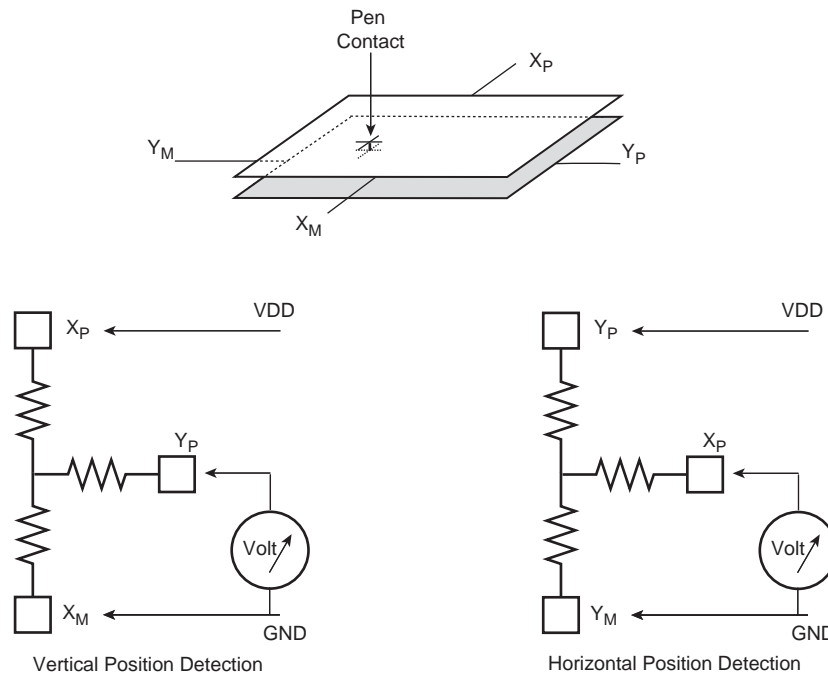 Pen
Contact
XP
YM
YP
XM
VDD
XP
YP
Volt
XM
GND
Vertical Position Detection
VDD
YP
XP
Volt
YM
GND
Horizontal Position Detection